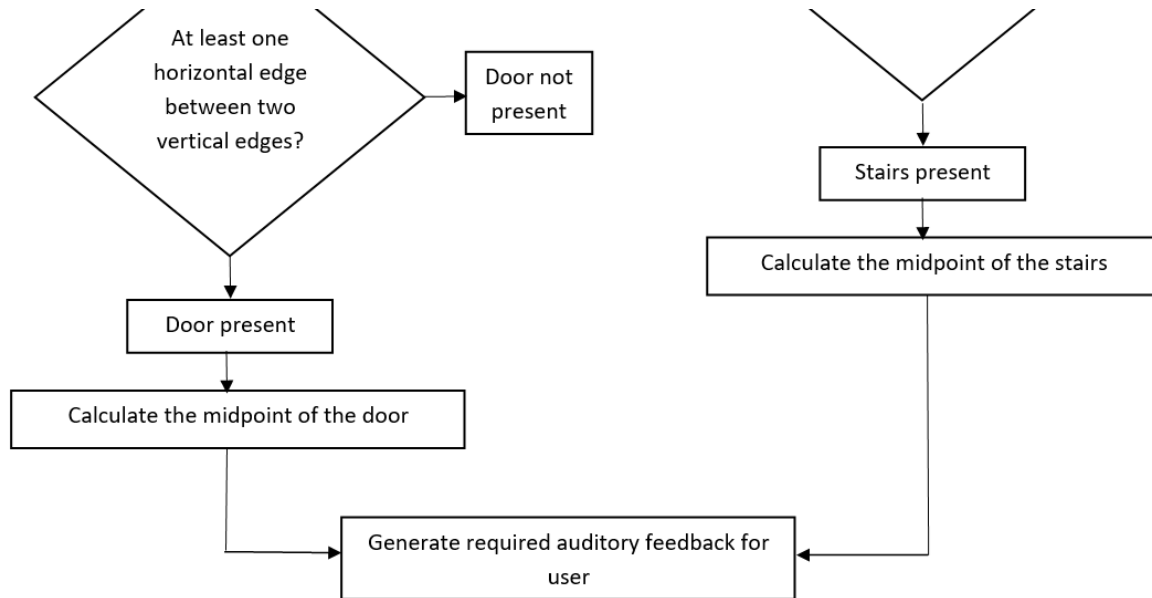 At least one
horizontal edge
between two
vertical edges?
Door not
present
Stairs present
Calculate the midpoint of the stairs
Door present
Calculate the midpoint of the door
Generate required auditory feedback for
user